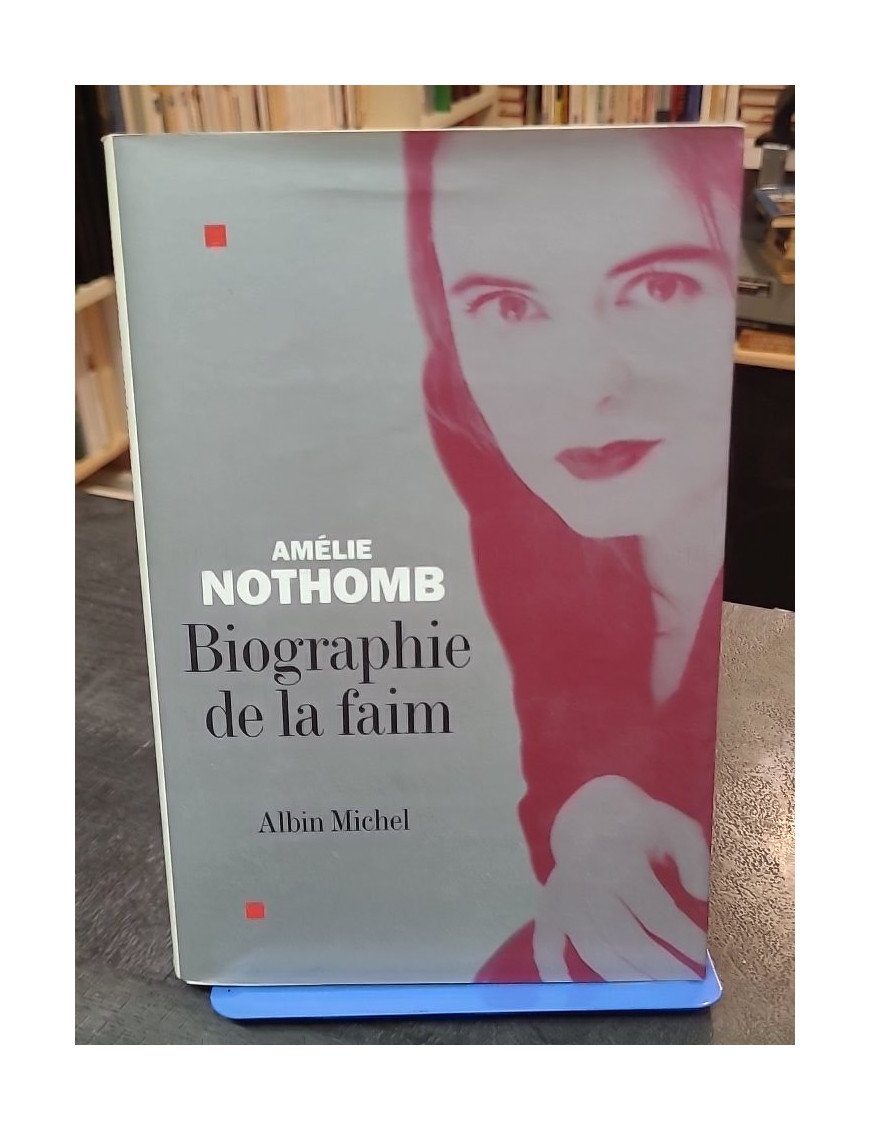 AMÉLIE
NOTHOMB
Biographie
de la faim
Albin Michel